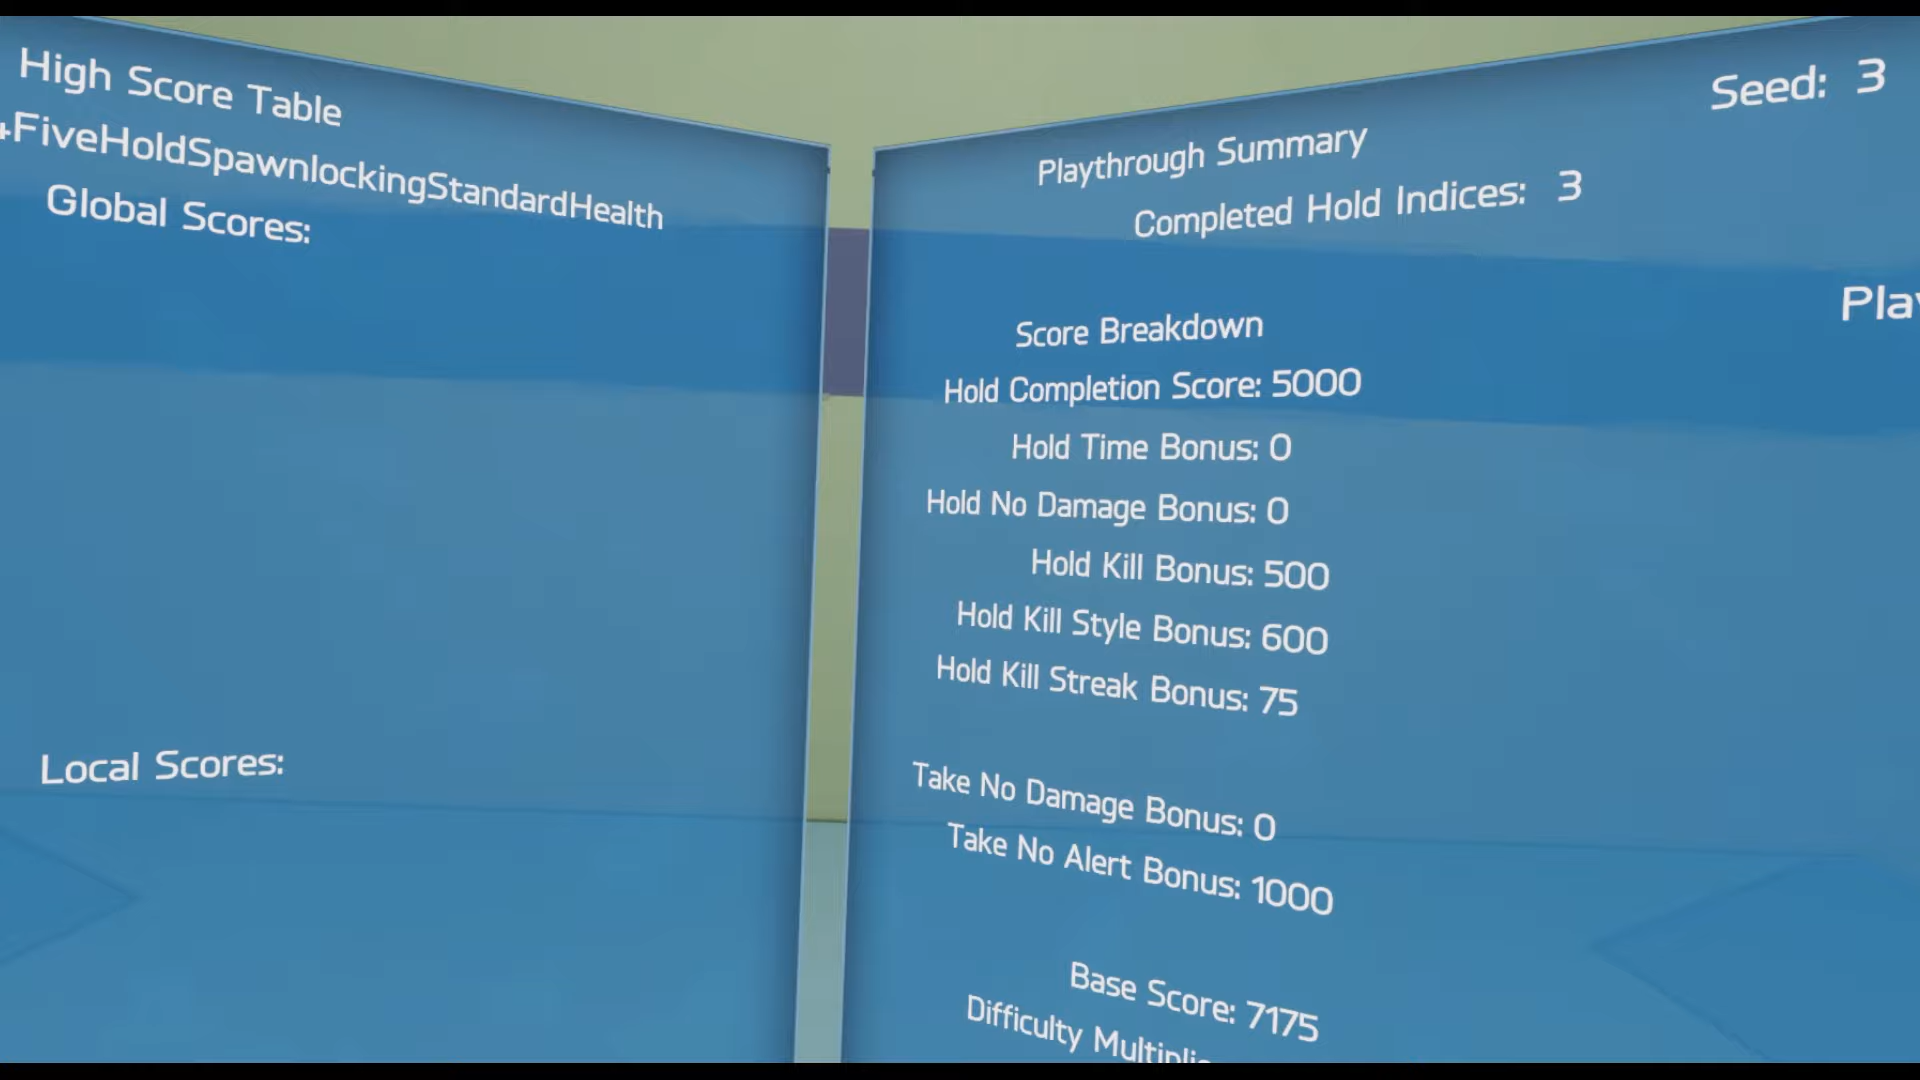 High Score Table
FiveHoldSpawnlockingStandardHealth
Global Scores:
Local Scores:
Seed: 3
Playthrough Summary
Completed Hold Indices: 3
Score Breakdown
Hold Completion Score: 5000
Hold Time Bonus: 0
Hold No Damage Bonus: 0
Hold Kill Bonus: 500
Hold Kill Style Bonus: 600
Hold Kill Streak Bonus: 75
Take No Damage Bonus: 0
Take No Alert Bonus: 1000
Base Score: 7175
Difficulty